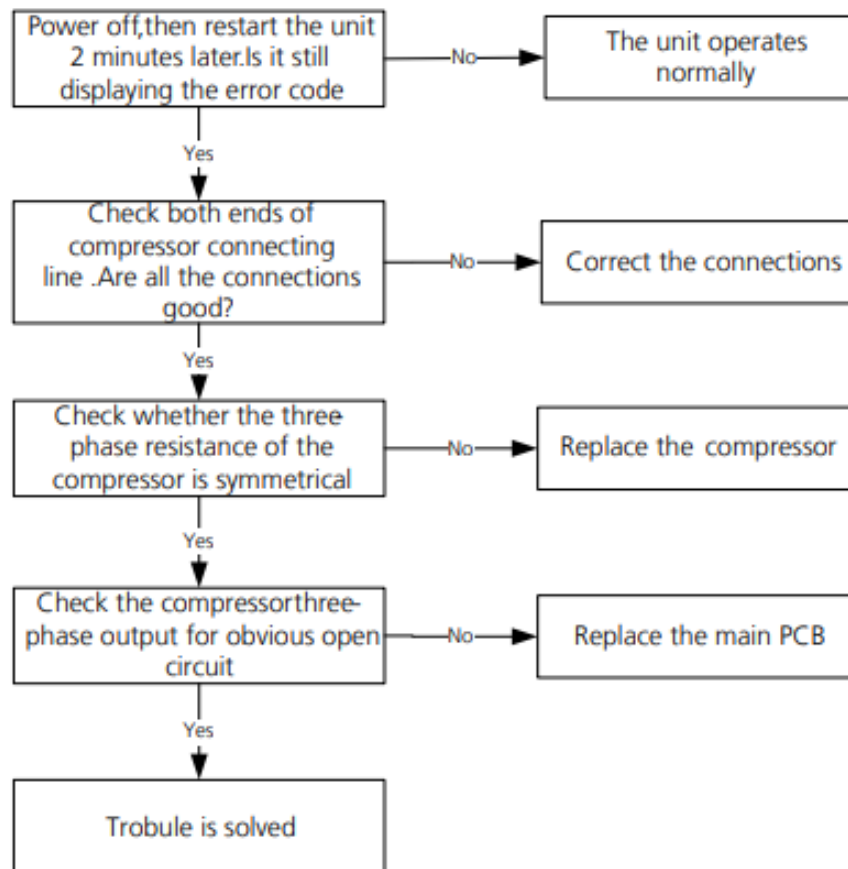 Power off,then restart the unit
2 minutes later.Is it still
displaying the error code
No
The unit operates
normally
Yes
Check both ends of
compressor connecting
line .Are all the connections
good?
No
Correct the connections
Yes
Check whether the three
phase resistance of the
compressor is symmetrical
No
Replace the compressor
Yes
Check the compressorthree-
phase output for obvious open
circuit
No
Replace the main PCB
Yes
Trobule is solved